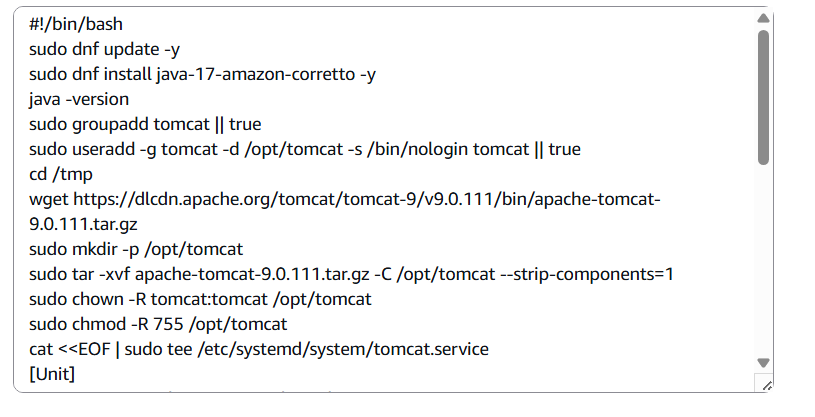 #!/bin/bash
sudo dnf update -y
sudo dnf install java-17-amazon-corretto -y
java -version
sudo groupadd tomcat || true
sudo useradd -g tomcat -d /opt/tomcat -s /bin/nologin tomcat || true
cd /tmp
wget https://dlcdn.apache.org/tomcat/tomcat-9/v9.0.111/bin/apache-tomcat-
9.0.111.tar.gz
sudo mkdir -p /opt/tomcat
sudo tar -xvf apache-tomcat-9.0.111.tar.gz -C /opt/tomcat --strip-components=1
sudo chown -R tomcat:tomcat /opt/tomcat
sudo chmod -R 755 /opt/tomcat
cat <<EOF | sudo tee /etc/systemd/system/tomcat.service
[Unit]